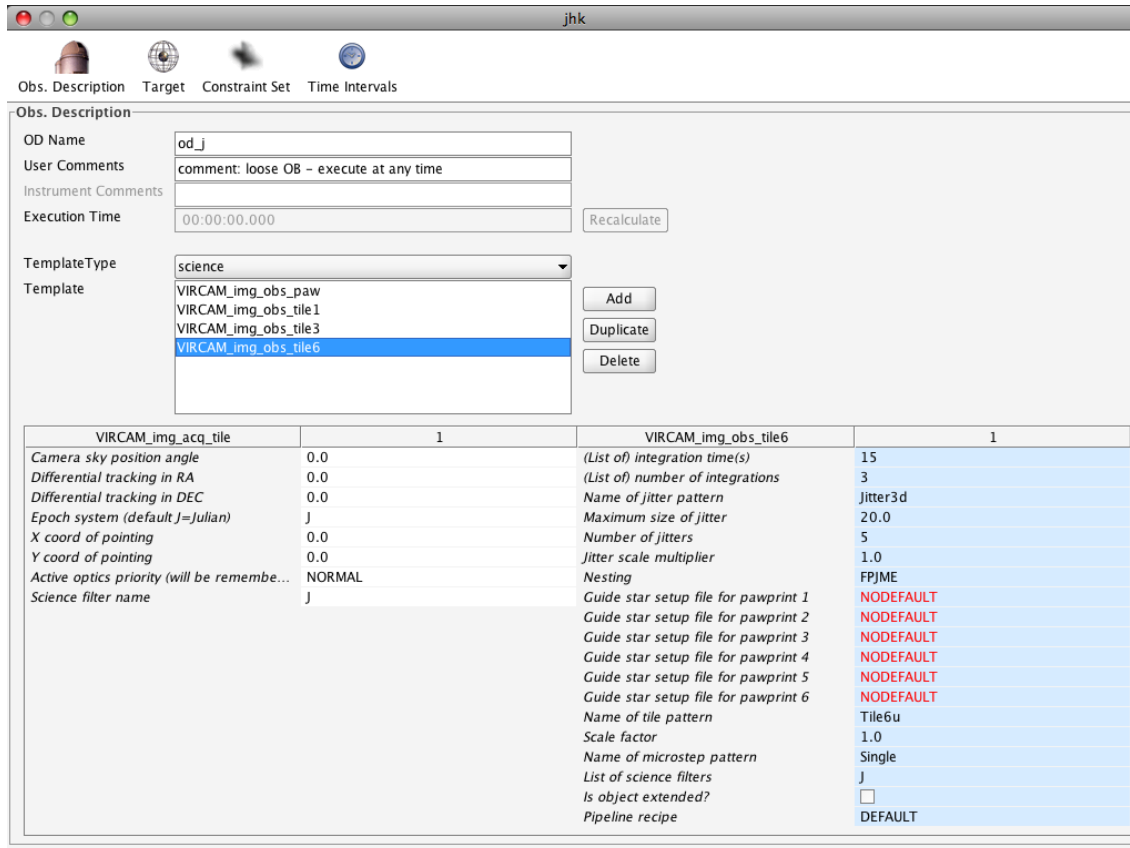 jhk
Obs. Description Target Constraint Set Time Intervals
Obs. Description
OD Name od_j
User Comments comment: loose OB – execute at any time
Instrument Comments
Execution Time 00:00:00.000 Recalculate
TemplateType science
Template VIRCAM_img_obs_paw Add
VIRCAM_img_obs_tile1
VIRCAM_img_obs_tile3 Duplicate
VIRCAM_img_obs_tile6 Delete
VIRCAM_img_acq_tile 1 VIRCAM_img_obs_tile6 1
Camera sky position angle 0.0 (List of) integration time(s) 15
Differential tracking in RA 0.0 (List of) number of integrations 3
Differential tracking in DEC 0.0 Name of jitter pattern Jitter3d
Epoch system (default J=Julian) J Maximum size of jitter 20.0
X coord of pointing 0.0 Number of jitters 5
Y coord of pointing 0.0 Jitter scale multiplier 1.0
Active optics priority (will be remembe... NORMAL Nesting FPJME
Science filter name J Guide star setup file for pawprint 1 NODEFAULT
Guide star setup file for pawprint 2 NODEFAULT
Guide star setup file for pawprint 3 NODEFAULT
Guide star setup file for pawprint 4 NODEFAULT
Guide star setup file for pawprint 5 NODEFAULT
Guide star setup file for pawprint 6 NODEFAULT
Name of tile pattern Tile6u
Scale factor 1.0
Name of microstep pattern Single
List of science filters J
Is object extended?
Pipeline recipe DEFAULT